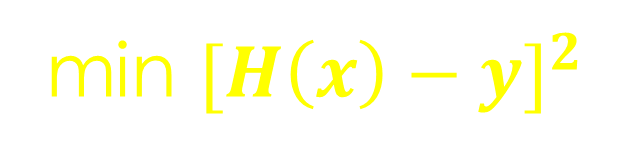 min [H(x) − y]²